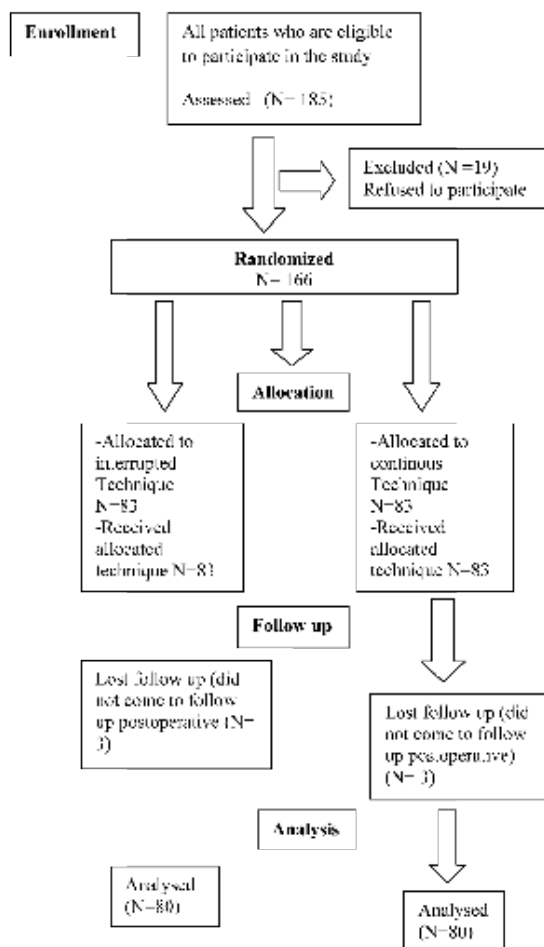 Enrollment
All patients who are eligible
to participate in the study
Assessed (N= 185)
Excluded (N =19)
Refused to participate
Randomized
N= 166
Allocation
-Allocated to
interrupted
Technique
N=83
-Received
allocated
technique N=83
-Allocated to
continous
Technique
N=83
-Received
allocated
technique N=83
Follow up
Lost follow up (did
not come to follow
up postoperative (N=
3)
Lost follow up (did
not come to follow
up postoperative)
(N= 3)
Analysis
Analysed
(N=80)
Analysed
(N=80)